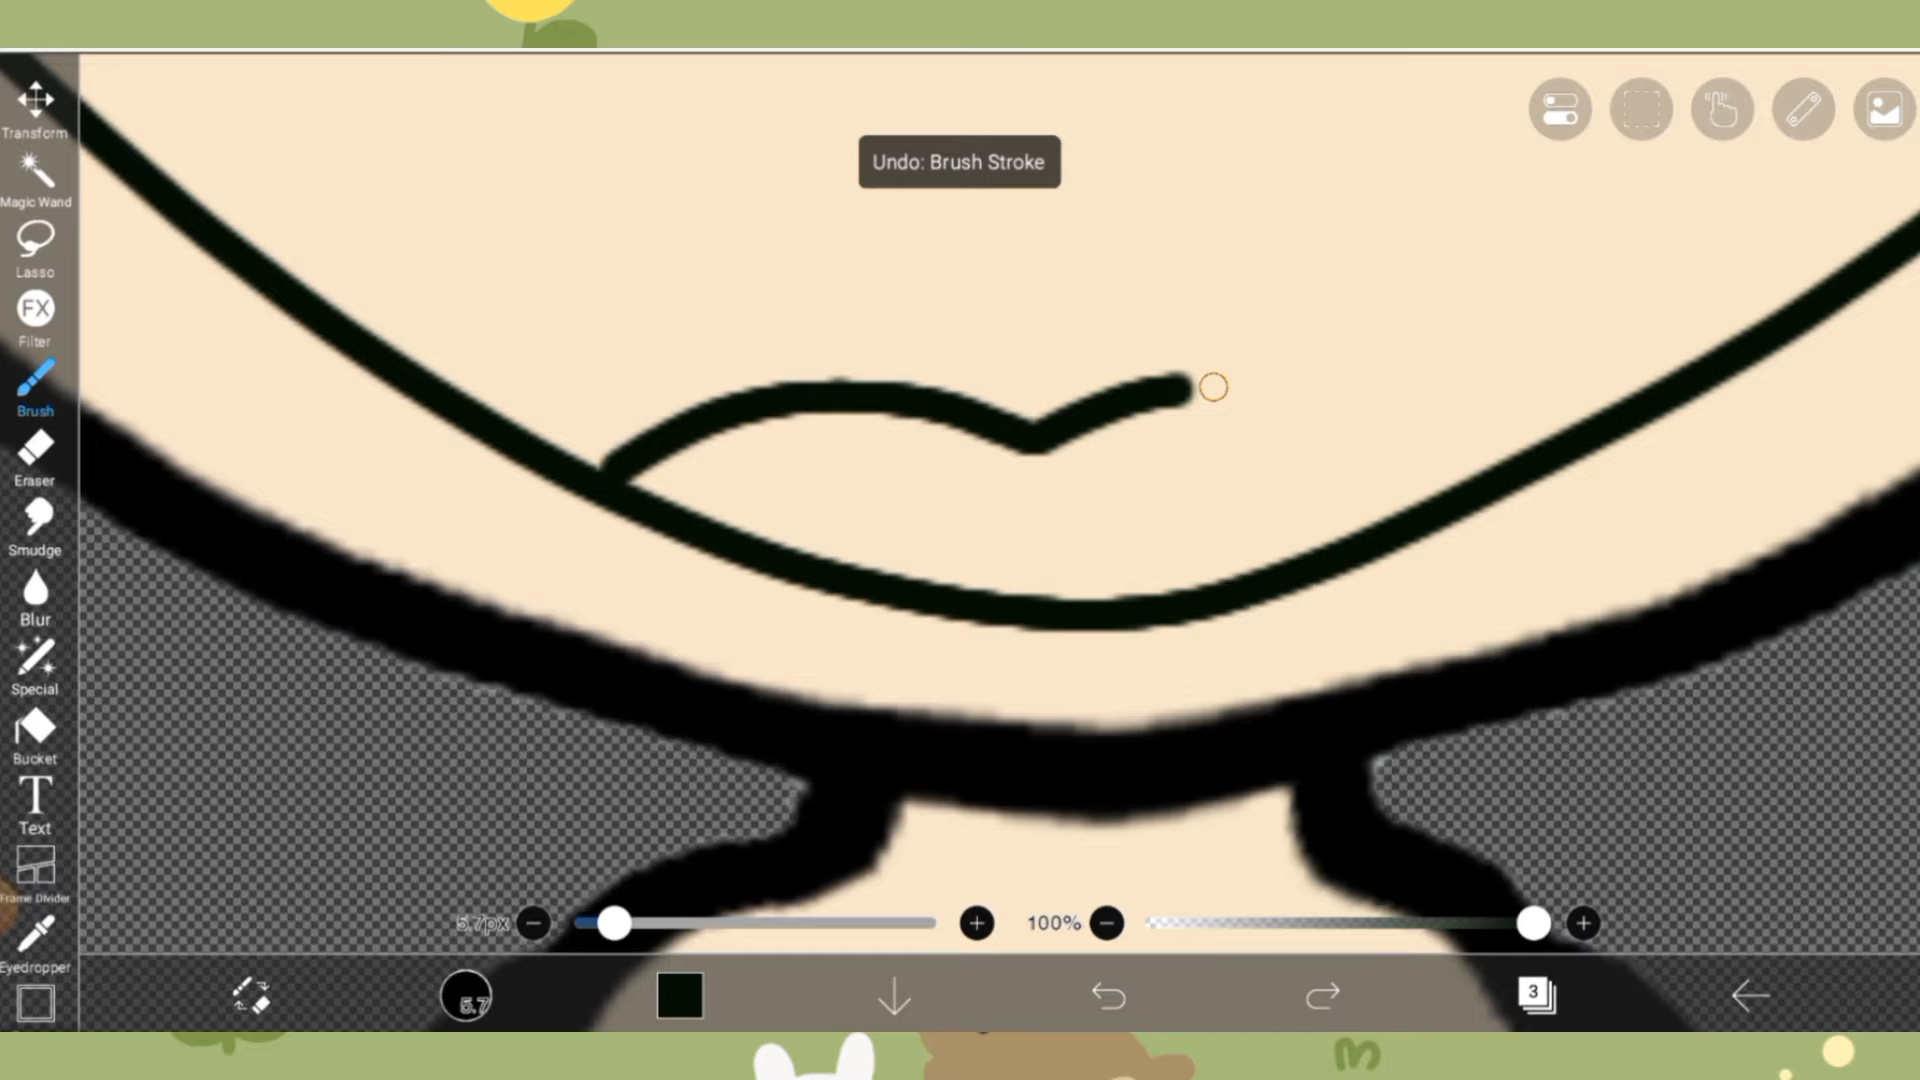 Transform
Magic Wand
Lasso
FX
Filter
Brush
Eraser
Smudge
Blur
Special
Bucket
T
Text
Frame Divider
Eyedropper
Undo: Brush Stroke
5.7px
100%
5.7
3